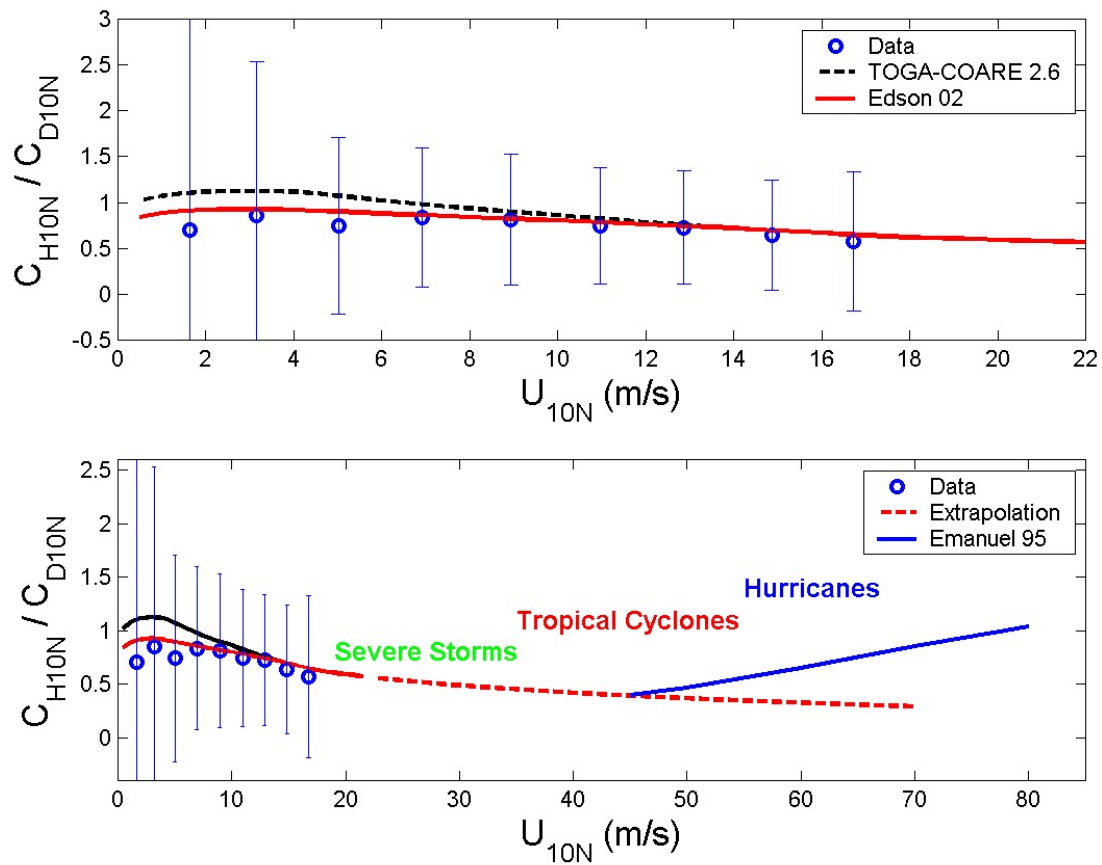 3
2.5
2
1.5
1
0.5
0
-0.5
C_H10N / C_D10N
Data
TOGA-COARE 2.6
Edson 02
0 2 4 6 8 10 12 14 16 18 20 22
U_10N (m/s)
2.5
2
1.5
1
0.5
0
C_H10N / C_D10N
Data
Extrapolation
Emanuel 95
Hurricanes
Tropical Cyclones
Severe Storms
0 10 20 30 40 50 60 70 80
U_10N (m/s)